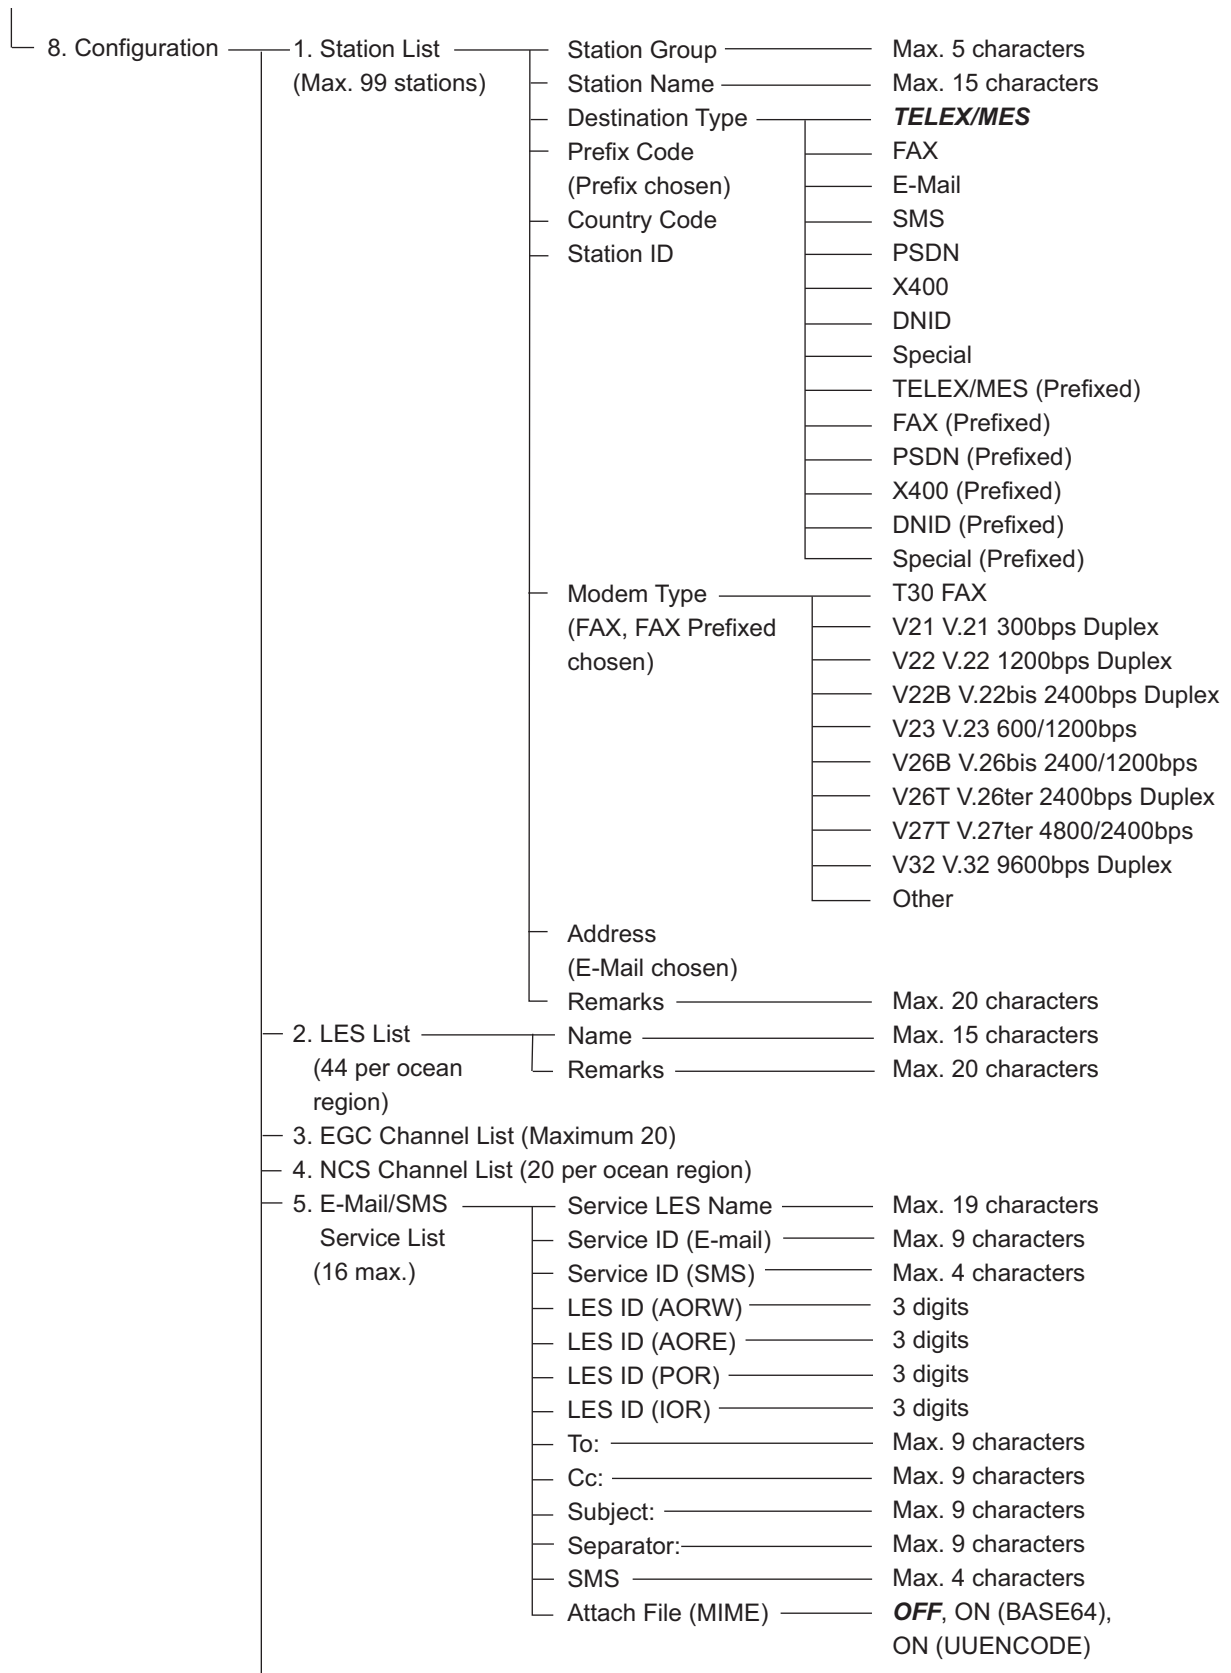 8. Configuration 1. Station List Station Group Max. 5 characters
(Max. 99 stations) Station Name Max. 15 characters
Destination Type TELEX/MES
Prefix Code FAX
(Prefix chosen) E-Mail
Country Code SMS
Station ID PSDN
X400
DNID
Special
TELEX/MES (Prefixed)
FAX (Prefixed)
PSDN (Prefixed)
X400 (Prefixed)
DNID (Prefixed)
Special (Prefixed)
Modem Type T30 FAX
(FAX, FAX Prefixed V21 V.21 300bps Duplex
chosen) V22 V.22 1200bps Duplex
V22B V.22bis 2400bps Duplex
V23 V.23 600/1200bps
V26B V.26bis 2400/1200bps
V26T V.26ter 2400bps Duplex
V27T V.27ter 4800/2400bps
V32 V.32 9600bps Duplex
Other
Address
(E-Mail chosen)
Remarks Max. 20 characters
2. LES List Name Max. 15 characters
(44 per ocean Remarks Max. 20 characters
region)
3. EGC Channel List (Maximum 20)
4. NCS Channel List (20 per ocean region)
5. E-Mail/SMS Service LES Name Max. 19 characters
Service List Service ID (E-mail) Max. 9 characters
(16 max.) Service ID (SMS) Max. 4 characters
LES ID (AORW) 3 digits
LES ID (AORE) 3 digits
LES ID (POR) 3 digits
LES ID (IOR) 3 digits
To: Max. 9 characters
Cc: Max. 9 characters
Subject: Max. 9 characters
Separator: Max. 9 characters
SMS Max. 4 characters
Attach File (MIME) OFF, ON (BASE64),
ON (UUENCODE)